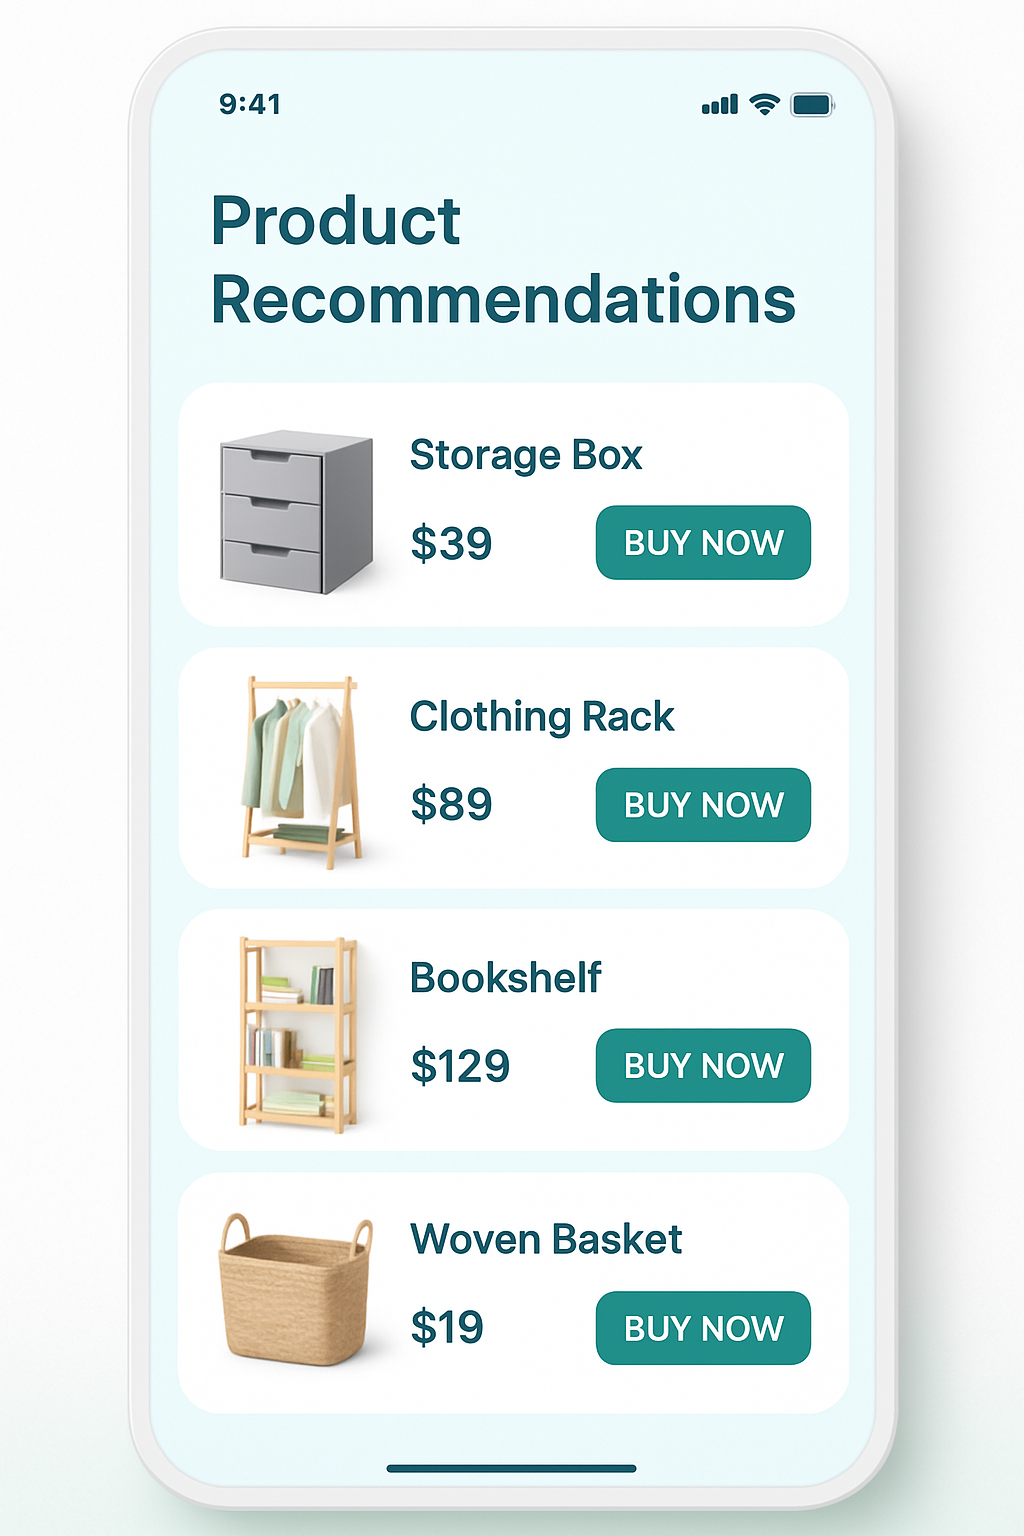 9:41
Product
Recommendations
Storage Box
$39
BUY NOW
Clothing Rack
$89
BUY NOW
Bookshelf
$129
BUY NOW
Woven Basket
$19
BUY NOW